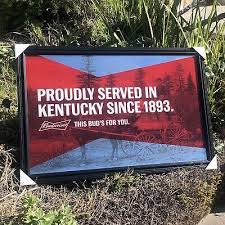 PROUDLY SERVED IN
KENTUCKY SINCE 1893.
Budweiser
THIS BUD'S FOR YOU.